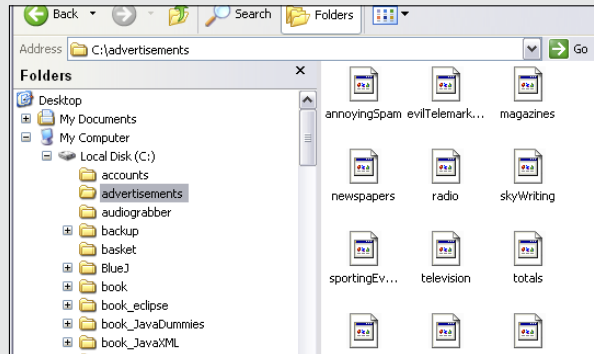 Back Search Folders
Address C:\advertisements Go
Folders x
Desktop
My Documents
My Computer
Local Disk (C:)
accounts
advertisements
audiograbber
backup
basket
BlueJ
book
book_eclipse
book_JavaDummies
book_JavaXML
annoyingSpam evilTelemark... magazines
newspapers radio skyWriting
sportingEv... television totals